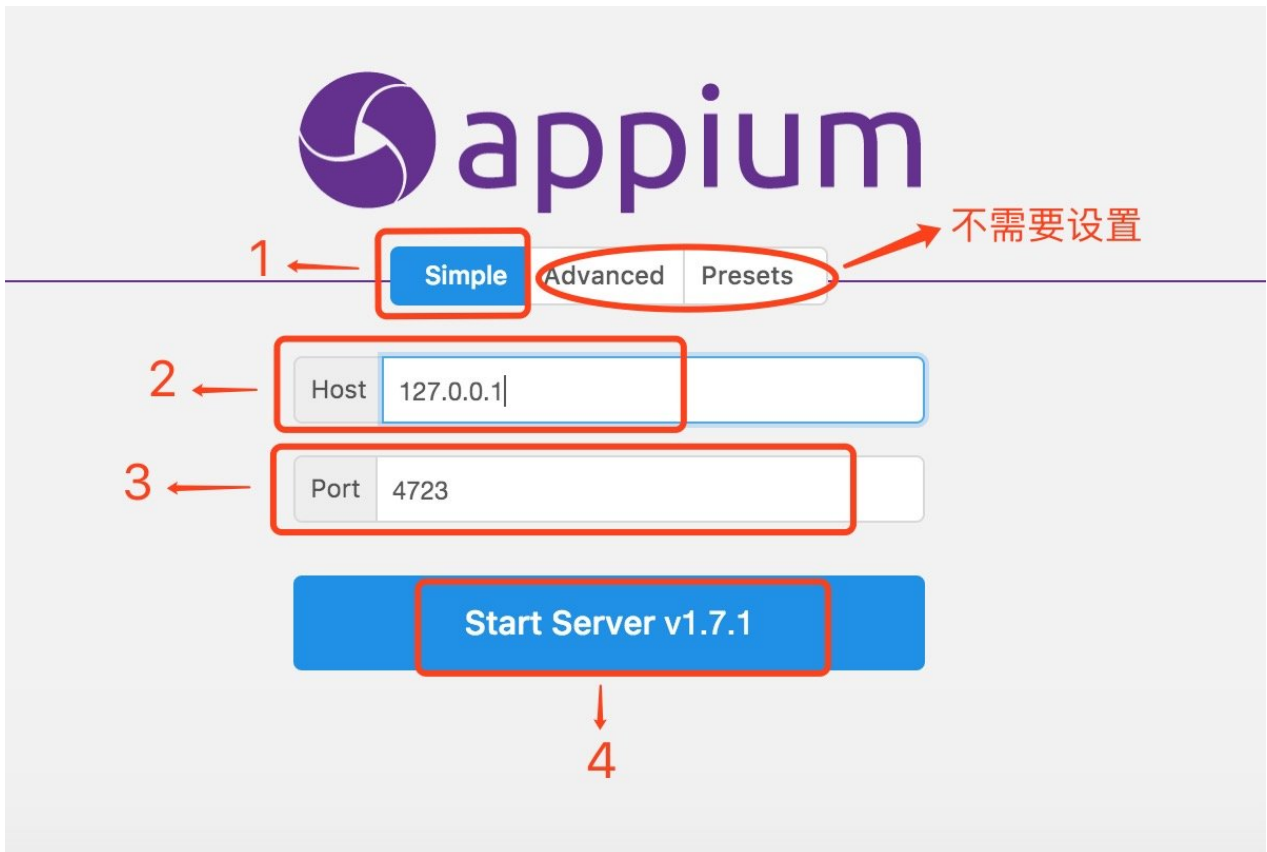 appium
不需要设置
1
Simple Advanced Presets
2
Host 127.0.0.1
3
Port 4723
Start Server v1.7.1
4